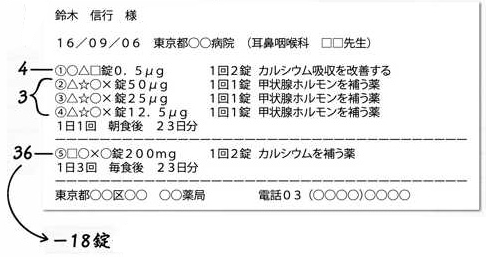 鈴木 信行 様
16/09/06 東京都○○病院 (耳鼻咽喉科 □□先生)
4 ①○△□錠0.5μg 1回2錠 カルシウム吸収を改善する
3 ②△☆○×錠50μg 1回1錠 甲状腺ホルモンを補う薬
③△☆○×錠25μg 1回1錠 甲状腺ホルモンを補う薬
④△☆○×錠12.5μg 1回1錠 甲状腺ホルモンを補う薬
1日1回 朝食後 23日分
36 ⑤□○×○錠200mg 1回2錠 カルシウムを補う薬
1日3回 毎食後 23日分
東京都○○区○○ ○○薬局 電話03(○○○○)○○○○
-18錠